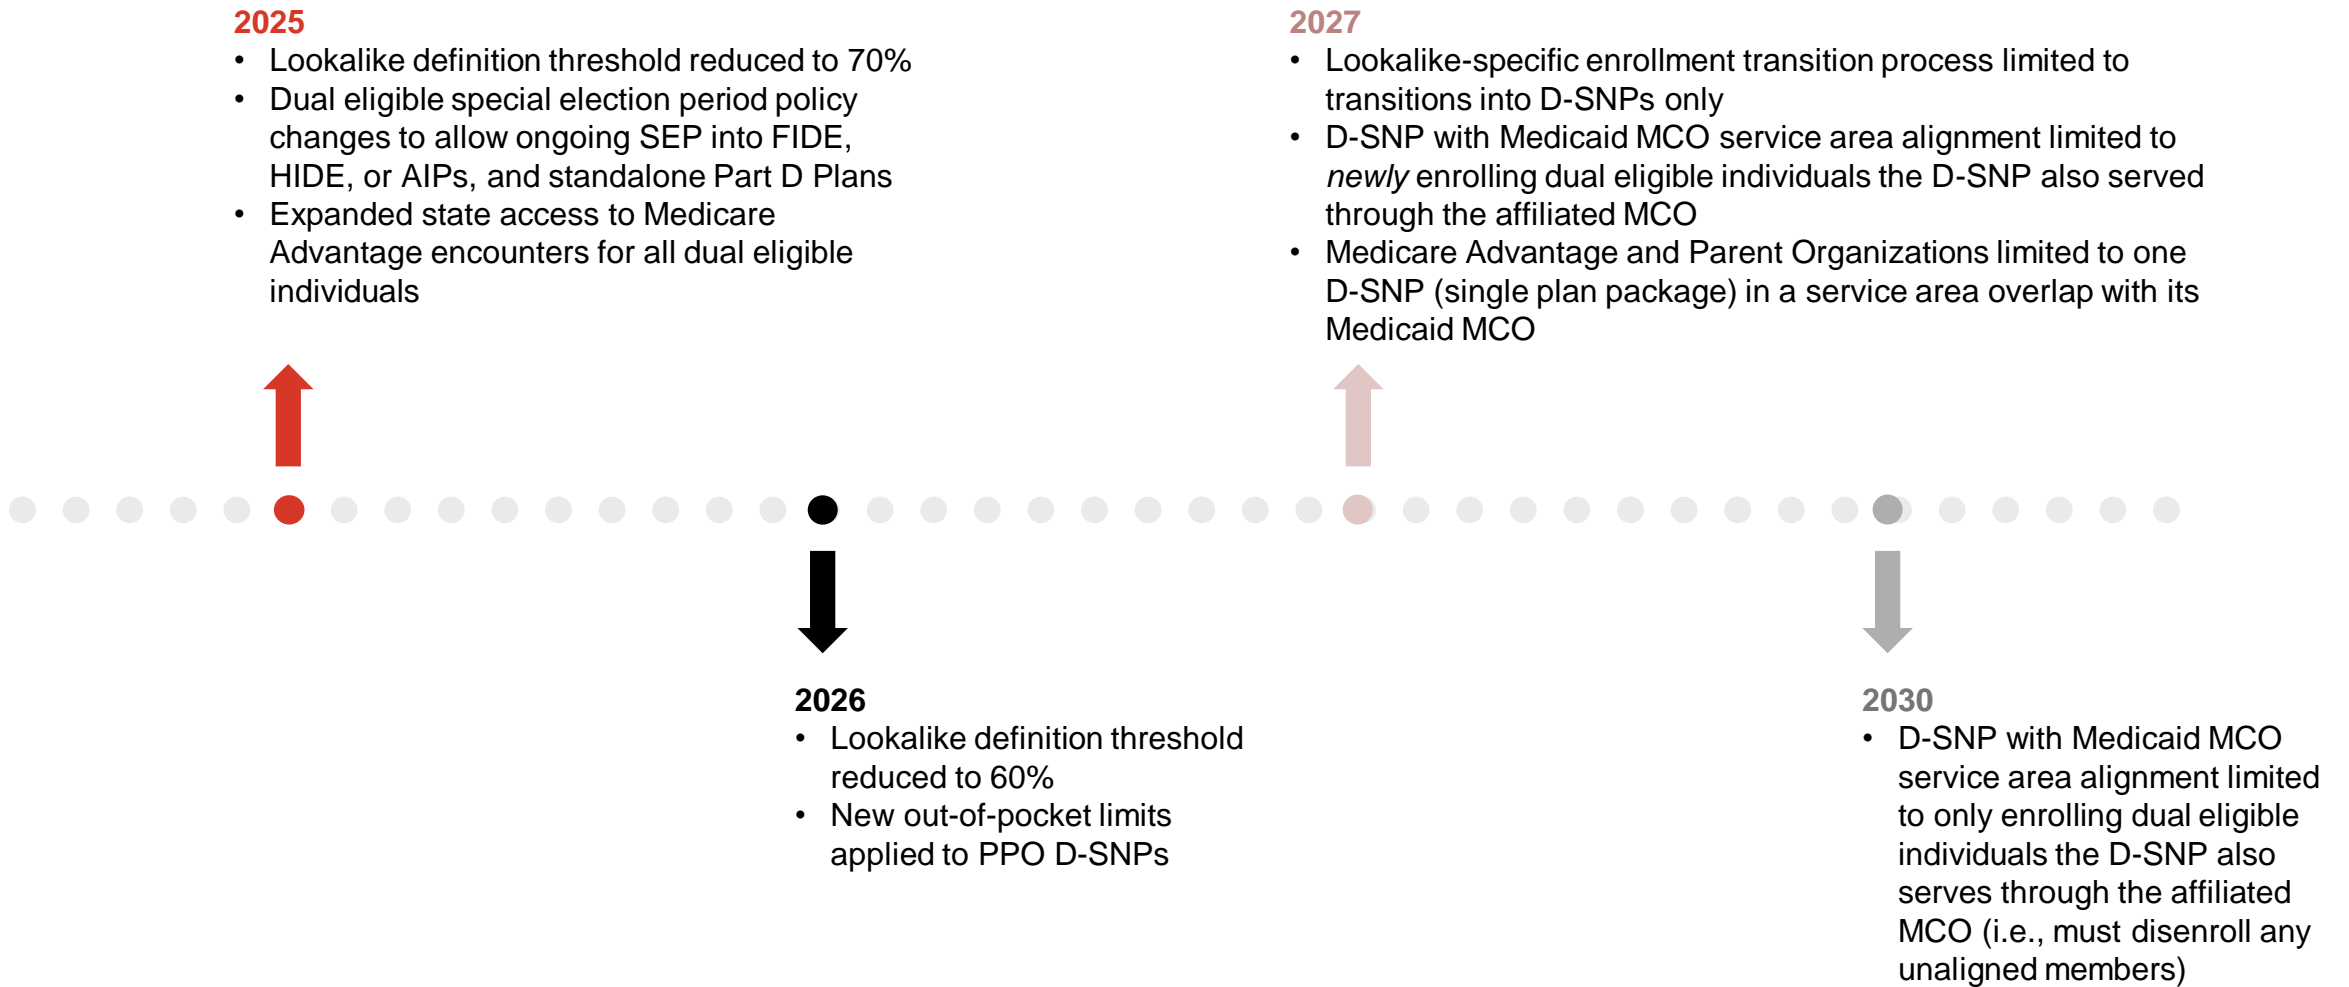 2025
• Lookalike definition threshold reduced to 70%
• Dual eligible special election period policy
changes to allow ongoing SEP into FIDE,
HIDE, or AIPs, and standalone Part D Plans
• Expanded state access to Medicare
Advantage encounters for all dual eligible
individuals
2027
• Lookalike-specific enrollment transition process limited to
transitions into D-SNPs only
• D-SNP with Medicaid MCO service area alignment limited to
newly enrolling dual eligible individuals the D-SNP also served
through the affiliated MCO
• Medicare Advantage and Parent Organizations limited to one
D-SNP (single plan package) in a service area overlap with its
Medicaid MCO
2026
• Lookalike definition threshold
reduced to 60%
• New out-of-pocket limits
applied to PPO D-SNPs
2030
• D-SNP with Medicaid MCO
service area alignment limited
to only enrolling dual eligible
individuals the D-SNP also
serves through the affiliated
MCO (i.e., must disenroll any
unaligned members)